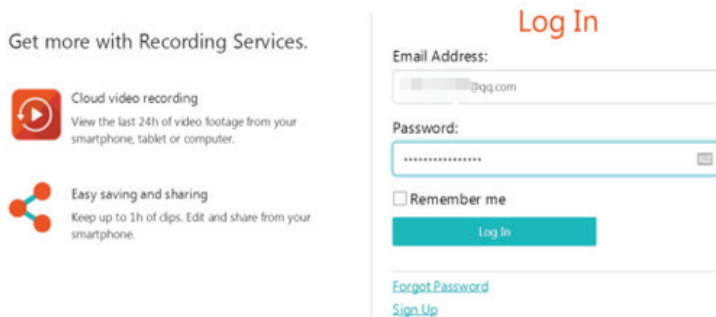 Get more with Recording Services.
Cloud video recording
View the last 24h of video footage from your
smartphone, tablet or computer.
Easy saving and sharing
Keep up to 1h of clips. Edit and share from your
smartphone.
Log In
Email Address:
@qq.com
Password:
••••••••••••••••
Remember me
Log In
Forgot Password
Sign Up